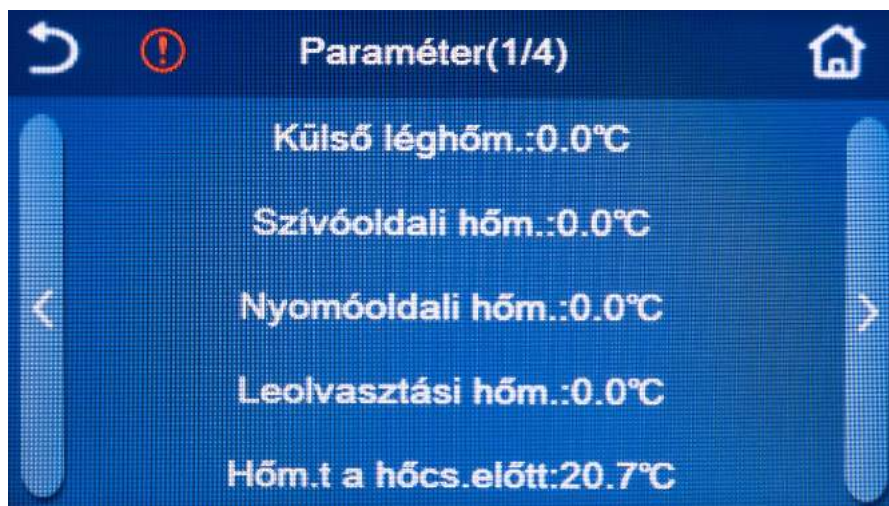 Paraméter(1/4)
Külső léghőm.:0.0℃
Szívóoldali hőm.:0.0℃
Nyomóoldali hőm.:0.0℃
Leolvasztási hőm.:0.0℃
Hőm.t a hőcs.előtt:20.7℃